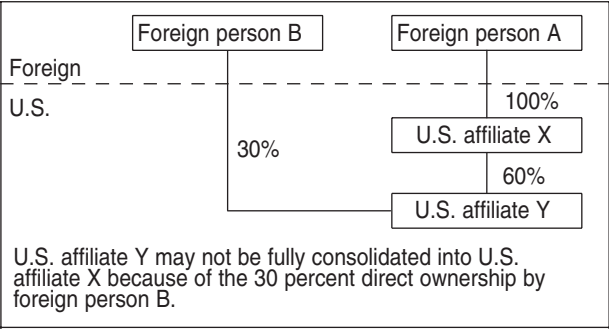 Foreign person B
Foreign person A
Foreign
U.S.
100%
U.S. affiliate X
30%
60%
U.S. affiliate Y
U.S. affiliate Y may not be fully consolidated into U.S.
affiliate X because of the 30 percent direct ownership by
foreign person B.